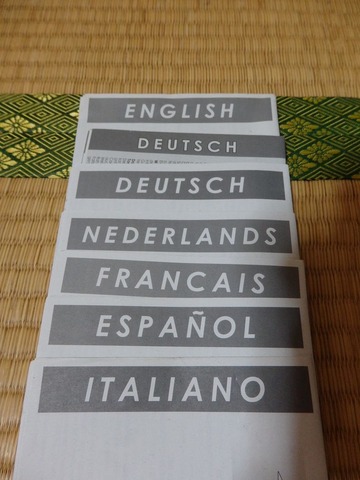 ENGLISH
DEUTSCH
DEUTSCH
NEDERLANDS
FRANCAIS
ESPAÑOL
ITALIANO